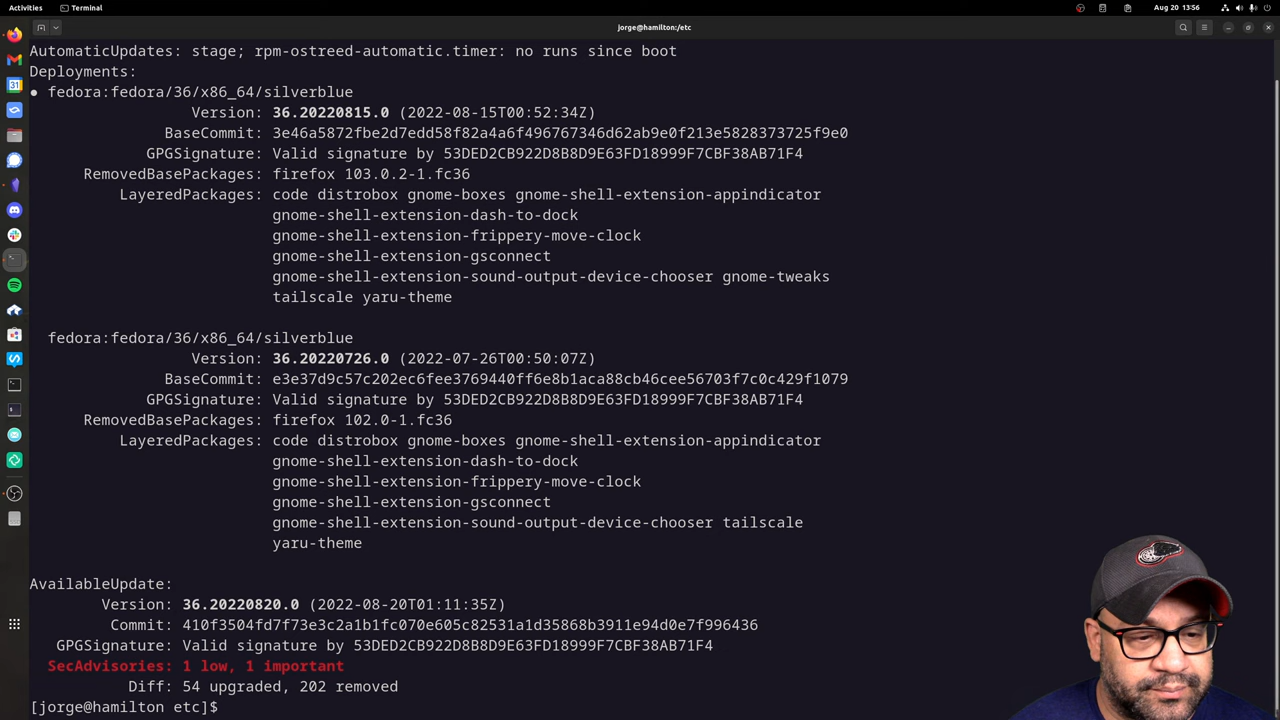 Activities
Terminal
Aug 20 13:56
jorge@hamilton:/etc
AutomaticUpdates: stage; rpm-ostreed-automatic.timer: no runs since boot
Deployments:
● fedora:fedora/36/x86_64/silverblue
Version: 36.20220815.0 (2022-08-15T00:52:34Z)
BaseCommit: 3e46a5872fbe2d7edd58f82a4a6f496767346d62ab9e0f213e5828373725f9e0
GPGSignature: Valid signature by 53DED2CB922D8B8D9E63FD18999F7CBF38AB71F4
RemovedBasePackages: firefox 103.0.2-1.fc36
LayeredPackages: code distrobox gnome-boxes gnome-shell-extension-appindicator
gnome-shell-extension-dash-to-dock
gnome-shell-extension-frippery-move-clock
gnome-shell-extension-gsconnect
gnome-shell-extension-sound-output-device-chooser gnome-tweaks
tailscale yaru-theme
fedora:fedora/36/x86_64/silverblue
Version: 36.20220726.0 (2022-07-26T00:50:07Z)
BaseCommit: e3e37d9c57c202ec6fee3769440ff6e8b1aca88cb46cee56703f7c0c429f1079
GPGSignature: Valid signature by 53DED2CB922D8B8D9E63FD18999F7CBF38AB71F4
RemovedBasePackages: firefox 102.0-1.fc36
LayeredPackages: code distrobox gnome-boxes gnome-shell-extension-appindicator
gnome-shell-extension-dash-to-dock
gnome-shell-extension-frippery-move-clock
gnome-shell-extension-gsconnect
gnome-shell-extension-sound-output-device-chooser tailscale
yaru-theme
AvailableUpdate:
Version: 36.20220820.0 (2022-08-20T01:11:35Z)
Commit: 410f3504fd7f73e3c2a1b1fc070e605c82531a1d35868b3911e94d0e7f996436
GPGSignature: Valid signature by 53DED2CB922D8B8D9E63FD18999F7CBF38AB71F4
SecAdvisories: 1 low, 1 important
Diff: 54 upgraded, 202 removed
[jorge@hamilton etc]$